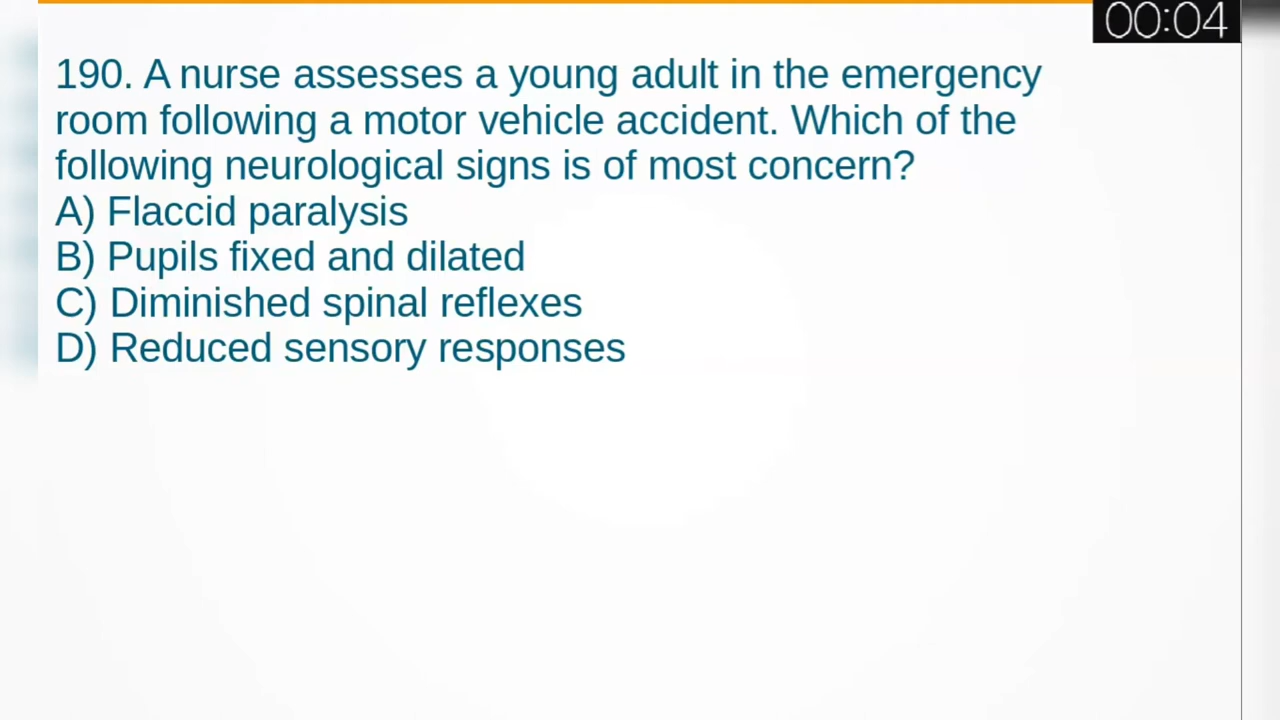 00:04
190. A nurse assesses a young adult in the emergency
room following a motor vehicle accident. Which of the
following neurological signs is of most concern?
A) Flaccid paralysis
B) Pupils fixed and dilated
C) Diminished spinal reflexes
D) Reduced sensory responses